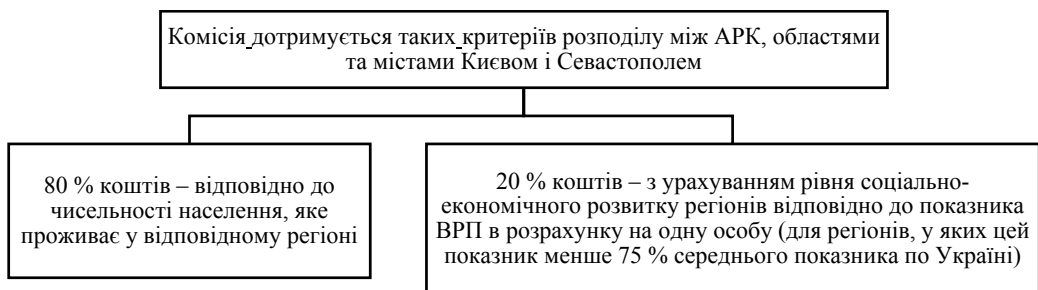 Комісія дотримується таких критеріїв розподілу між АРК, областями
та містами Києвом і Севастополем
80 % коштів – відповідно до
чисельності населення, яке
проживає у відповідному регіоні
20 % коштів – з урахуванням рівня соціально-
економічного розвитку регіонів відповідно до показника
ВРП в розрахунку на одну особу (для регіонів, у яких цей
показник менше 75 % середнього показника по Україні)